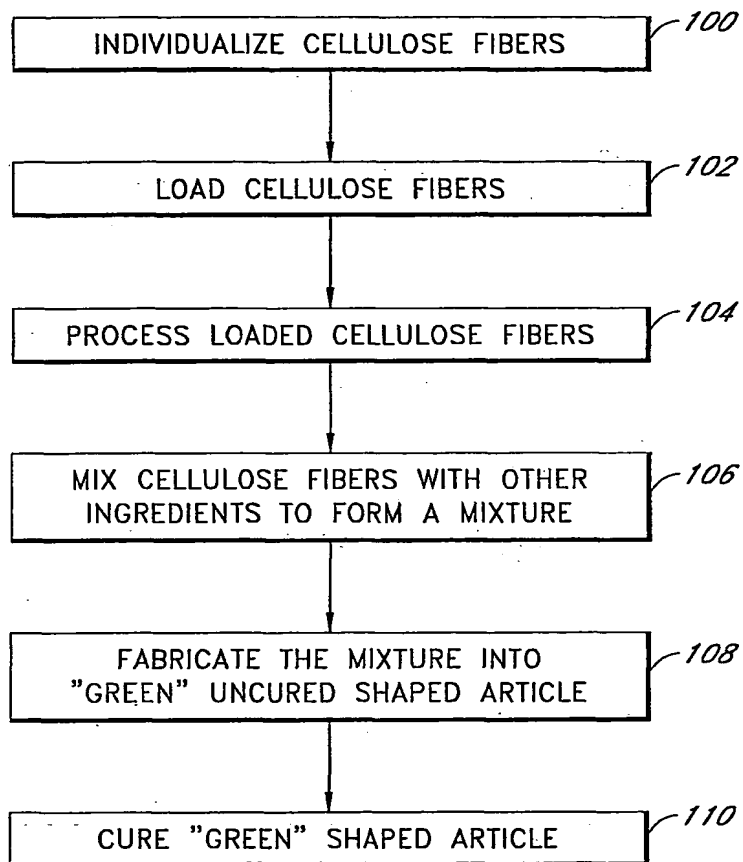 100
INDIVIDUALIZE CELLULOSE FIBERS
102
LOAD CELLULOSE FIBERS
104
PROCESS LOADED CELLULOSE FIBERS
106
MIX CELLULOSE FIBERS WITH OTHER
INGREDIENTS TO FORM A MIXTURE
108
FABRICATE THE MIXTURE INTO
"GREEN" UNCURED SHAPED ARTICLE
110
CURE "GREEN" SHAPED ARTICLE